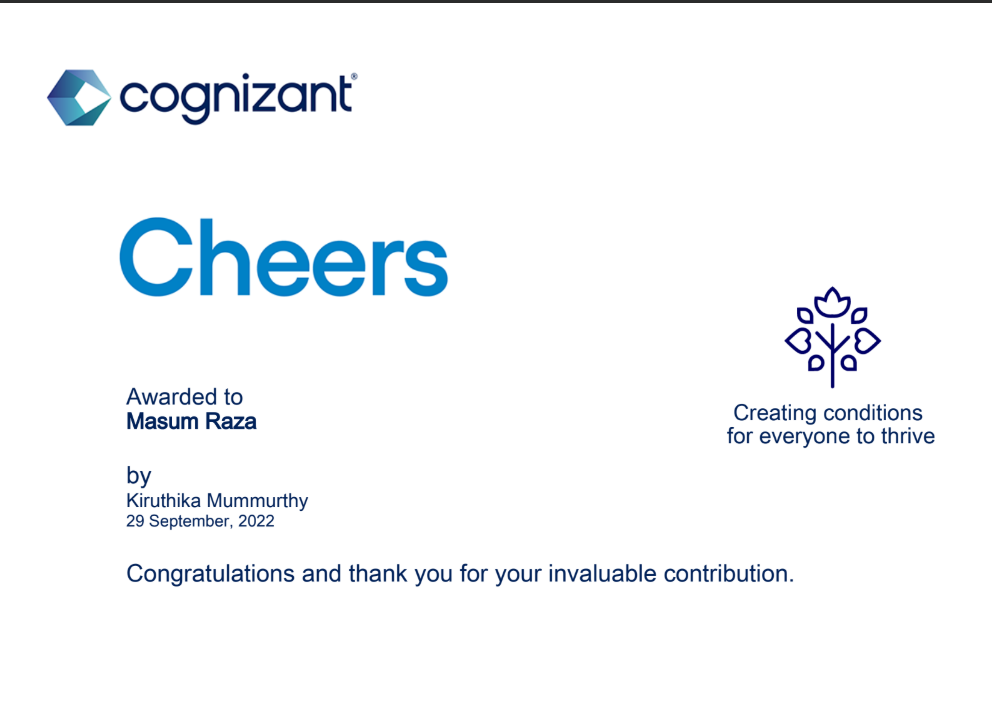 cognizant®
Cheers
Awarded to
Masum Raza
by
Kiruthika Mummurthy
29 September, 2022
Creating conditions
for everyone to thrive
Congratulations and thank you for your invaluable contribution.